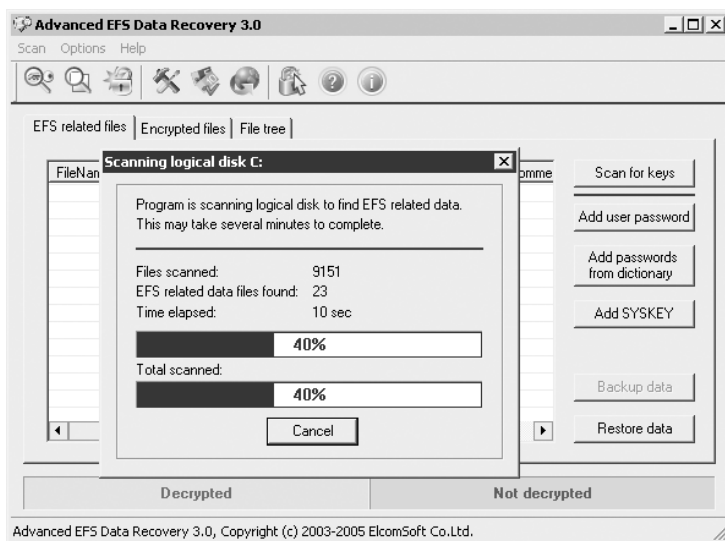 Advanced EFS Data Recovery 3.0
Scan Options Help
EFS related files Encrypted files File tree
Scanning logical disk C:
FileNam
omme
Program is scanning logical disk to find EFS related data.
This may take several minutes to complete.
Files scanned: 9151
EFS related data files found: 23
Time elapsed: 10 sec
40%
Total scanned:
40%
Cancel
Scan for keys
Add user password
Add passwords
from dictionary
Add SYSKEY
Backup data
Restore data
Decrypted Not decrypted
Advanced EFS Data Recovery 3.0, Copyright (c) 2003-2005 ElcomSoft Co.Ltd.